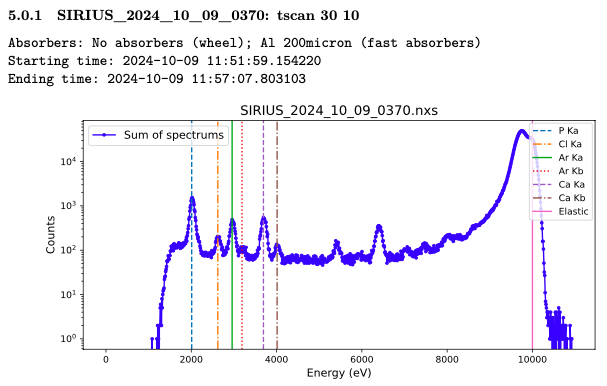 5.0.1 SIRIUS_2024_10_09_0370: tscan 30 10
Absorbers: No absorbers (wheel); Al 200micron (fast absorbers)
Starting time: 2024-10-09 11:51:59.154220
Ending time: 2024-10-09 11:57:07.803103
SIRIUS_2024_10_09_0370.nxs
Sum of spectrums
P Ka
Cl Ka
Ar Ka
Ar Kb
Ca Ka
Ca Kb
Elastic
Counts
10⁴
10³
10²
10¹
10⁰
0 2000 4000 6000 8000 10000
Energy (eV)